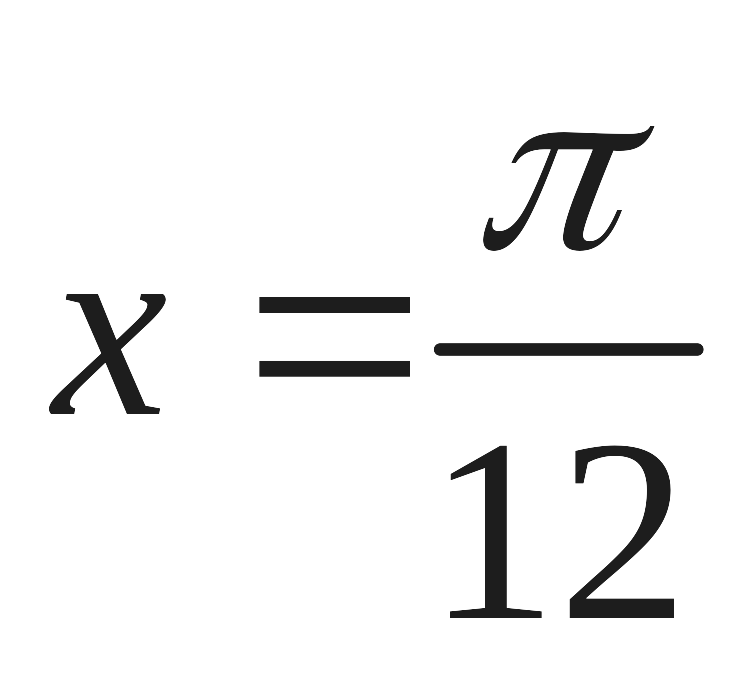 x = π/12